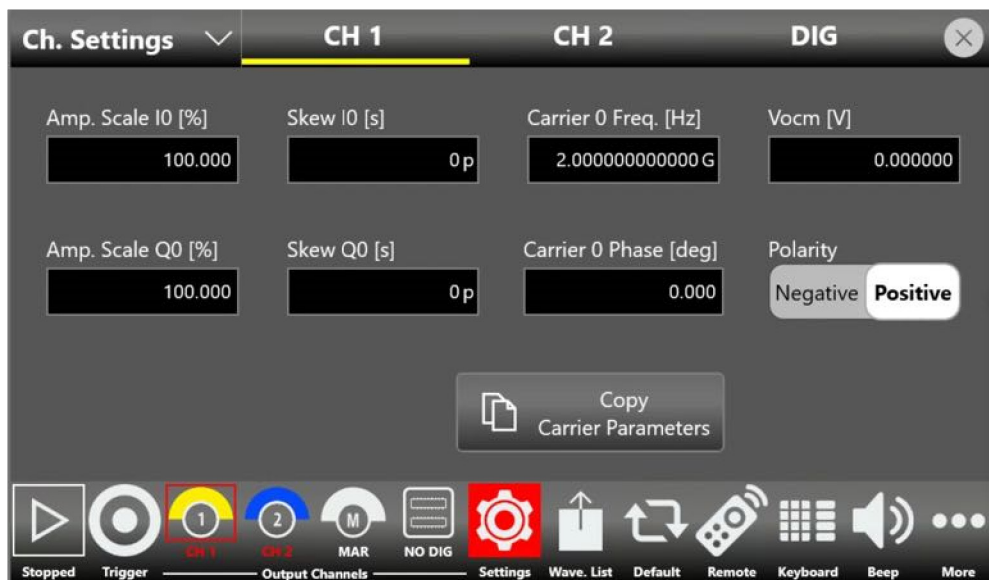 Ch. Settings CH 1 CH 2 DIG
Amp. Scale I0 [%] Skew I0 [s] Carrier 0 Freq. [Hz] Vocm [V]
100.000 0 p 2.000000000000 G 0.000000
Amp. Scale Q0 [%] Skew Q0 [s] Carrier 0 Phase [deg] Polarity
100.000 0 p 0.000 Negative Positive
Copy
Carrier Parameters
1 2 M
CH 1 CH 2 MAR NO DIG
Stopped Trigger Output Channels Settings Wave. List Default Remote Keyboard Beep More